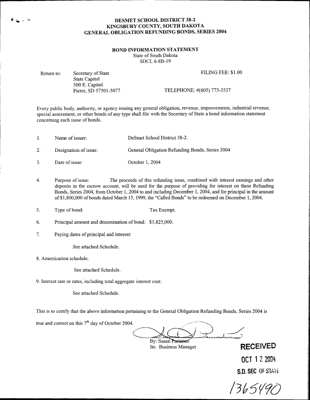 DESMET SCHOOL DISTRICT 38-2
KINGSBURY COUNTY, SOUTH DAKOTA
GENERAL OBLIGATION REFUNDING BONDS, SERIES 2004
BOND INFORMATION STATEMENT
State of South Dakota
SDCL 6-8B-19
Return to: Secretary of State FILING FEE: $1.00
State Capitol
500 E. Capitol
Pierre, SD 57501-5077 TELEPHONE: #(605) 773-3537
Every public body, authority, or agency issuing any general obligation, revenue, improvements, industrial revenue,
special assessment, or other bonds of any type shall file with the Secretary of State a bond information statement
concerning each issue of bonds.
1. Name of issuer: DeSmet School District 38-2.
2. Designation of issue: General Obligation Refunding Bonds, Series 2004
3. Date of issue: October 1, 2004
4. Purpose of issue: The proceeds of this refunding issue, combined with interest earnings and other
deposits in the escrow account, will be used for the purpose of providing for interest on these Refunding
Bonds, Series 2004, from October 1, 2004 to and including December 1, 2004, and for principal in the amount
of $1,800,000 of bonds dated March 15, 1999, the "Called Bonds" to be redeemed on December 1, 2004.
5. Type of bond: Tax Exempt.
6. Principal amount and denomination of bond: $1,825,000.
7. Paying dates of principal and interest:
See attached Schedule.
8. Amortization schedule:
See attached Schedule.
9. Interest rate or rates, including total aggregate interest cost:
See attached Schedule.
This is to certify that the above information pertaining to the General Obligation Refunding Bonds, Series 2004 is
true and correct on this 7th day of October 2004.
By: Susan
Its Business Manager
RECEIVED
OCT 12 2004
S.D. SEC OF STATE
1365490